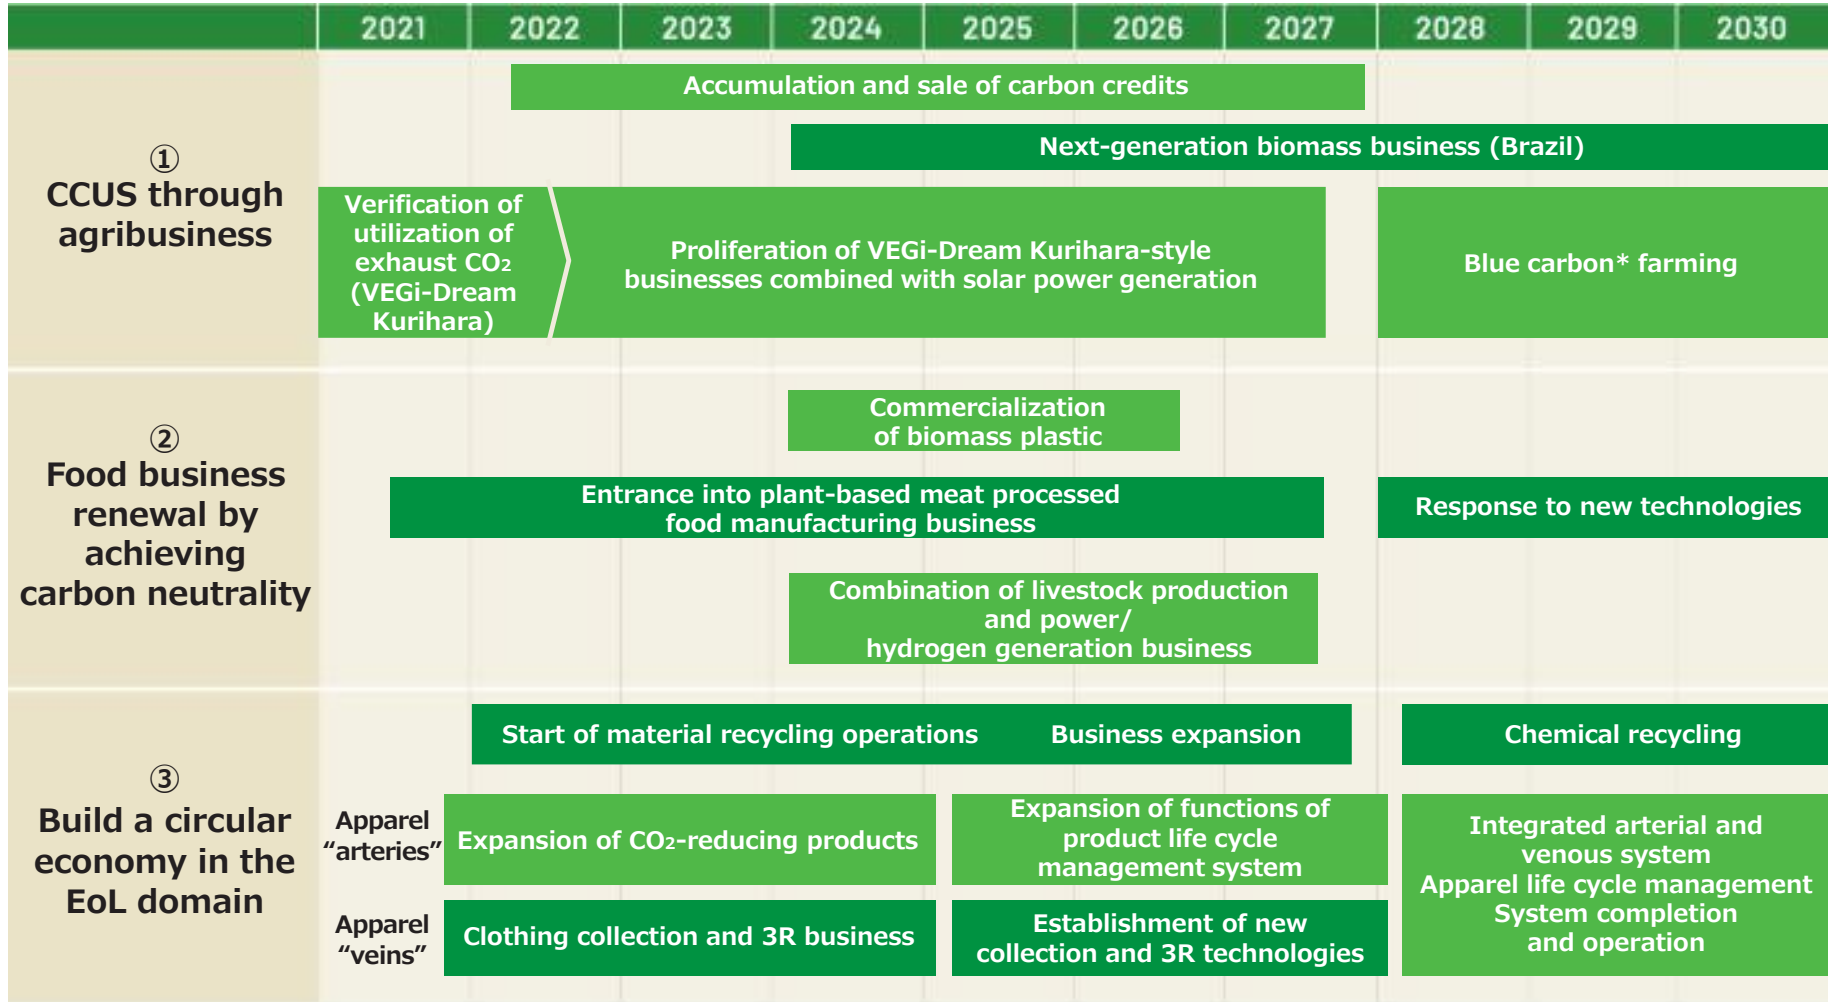 2021 2022 2023 2024 2025 2026 2027 2028 2029 2030
①
CCUS through
agribusiness
Accumulation and sale of carbon credits
Next-generation biomass business (Brazil)
Verification of
utilization of
exhaust CO₂
(VEGi-Dream
Kurihara)
Proliferation of VEGi-Dream Kurihara-style
businesses combined with solar power generation
Blue carbon* farming
②
Food business
renewal by
achieving
carbon neutrality
Commercialization
of biomass plastic
Entrance into plant-based meat processed
food manufacturing business
Response to new technologies
Combination of livestock production
and power/
hydrogen generation business
③
Build a circular
economy in the
EoL domain
Start of material recycling operations
Business expansion
Chemical recycling
Apparel
“arteries”
Expansion of CO₂-reducing products
Expansion of functions of
product life cycle
management system
Integrated arterial and
venous system
Apparel life cycle management
System completion
and operation
Apparel
“veins”
Clothing collection and 3R business
Establishment of new
collection and 3R technologies